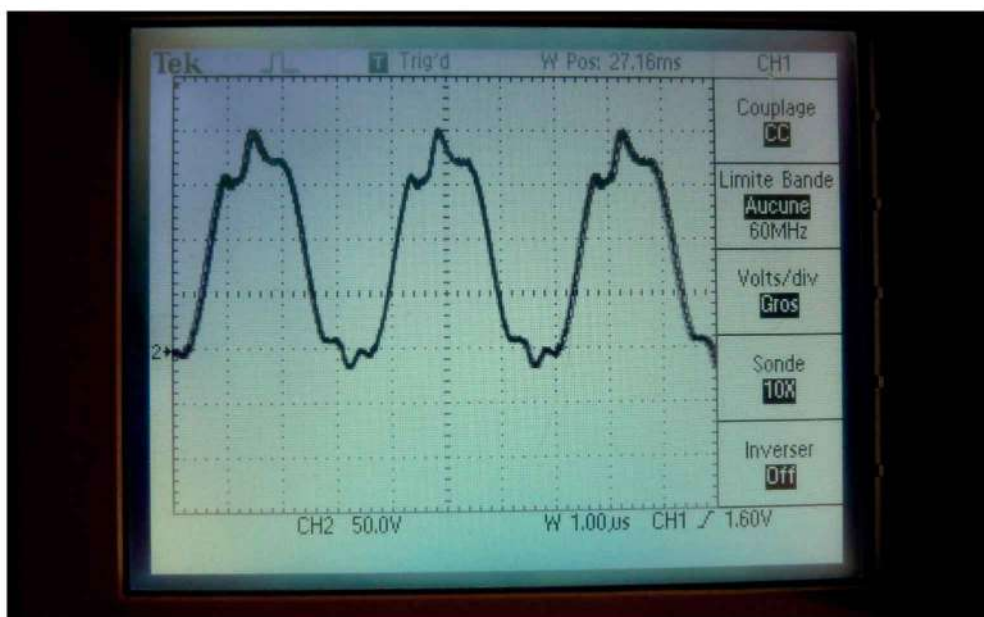 Tek T Trig'd W Pos: 27.16ms CH1
Couplage
CC
Limite Bande
Aucune
60MHz
Volts/div
Gros
2
Sonde
10X
Inverser
Off
CH2 50.0V W 1.00µs CH1 1.60V